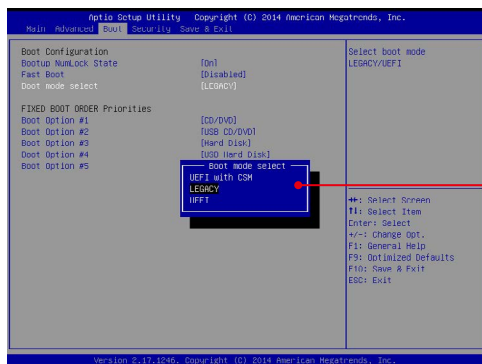 Aptio Setup Utility Copyright (C) 2014 American Megatrends, Inc.
Main Advanced Boot Security Save & Exit
Boot Configuration
Bootup NumLock State [On]
Fast Boot [Disabled]
Boot mode select [LEGACY]
FIXED BOOT ORDER Priorities
Boot Option #1 [CD/DVD]
Boot Option #2 [USB CD/DVD]
Boot Option #3 [Hard Disk]
Boot Option #4 [USB Hard Disk]
Boot Option #5
Boot mode select
UEFI with CSM
LEGACY
UEFI
Select boot mode
LEGACY/UEFI
: Select Screen
↑↓: Select Item
Enter: Select
+/-: Change Opt.
F1: General Help
F9: Optimized Defaults
F10: Save & Exit
ESC: Exit
Version 2.17.1246. Copyright (C) 2014 American Megatrends, Inc.